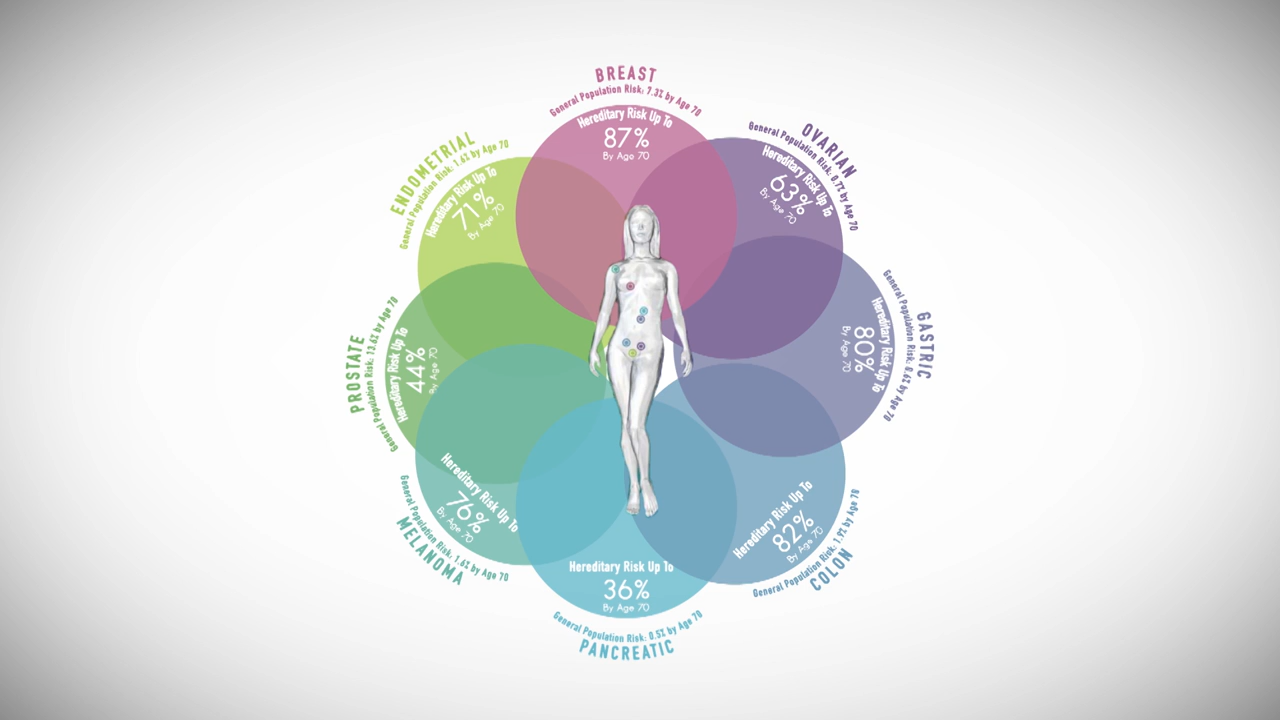 BREAST
General Population Risk: 7.3% by Age 70
Hereditary Risk Up To
87%
By Age 70
OVARIAN
General Population Risk: 0.7% by Age 70
Hereditary Risk Up To
63%
By Age 70
GASTRIC
General Population Risk: 0.6% by Age 70
Hereditary Risk Up To
80%
By Age 70
COLON
General Population Risk: 1.9% by Age 70
Hereditary Risk Up To
82%
By Age 70
PANCREATIC
General Population Risk: 0.5% by Age 70
Hereditary Risk Up To
36%
By Age 70
MELANOMA
General Population Risk: 1.6% by Age 70
Hereditary Risk Up To
76%
By Age 70
PROSTATE
General Population Risk: 13.6% by Age 70
Hereditary Risk Up To
44%
By Age 70
ENDOMETRIAL
General Population Risk: 1.6% by Age 70
Hereditary Risk Up To
71%
By Age 70